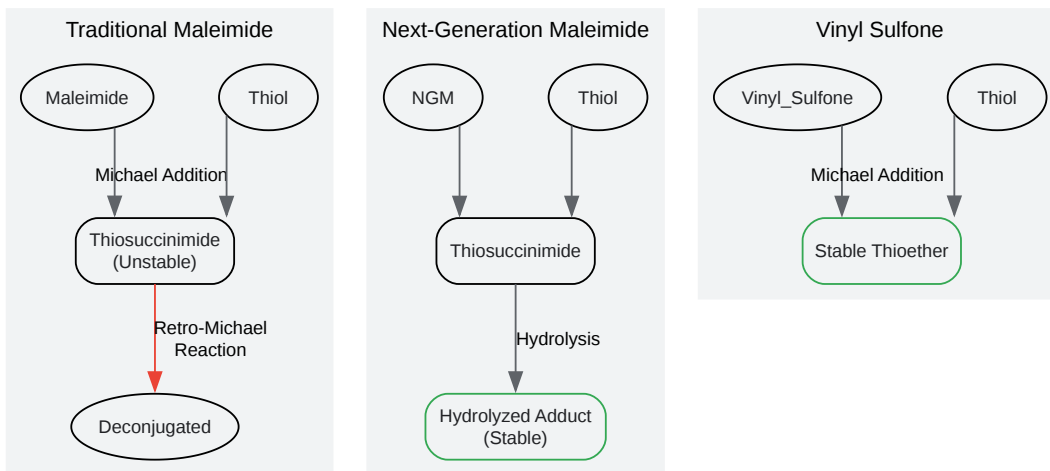 Traditional Maleimide
Maleimide
Thiol
Michael Addition
Thiosuccinimide
(Unstable)
Retro-Michael
Reaction
Deconjugated
Next-Generation Maleimide
NGM
Thiol
Thiosuccinimide
Hydrolysis
Hydrolyzed Adduct
(Stable)
Vinyl Sulfone
Vinyl_Sulfone
Thiol
Michael Addition
Stable Thioether